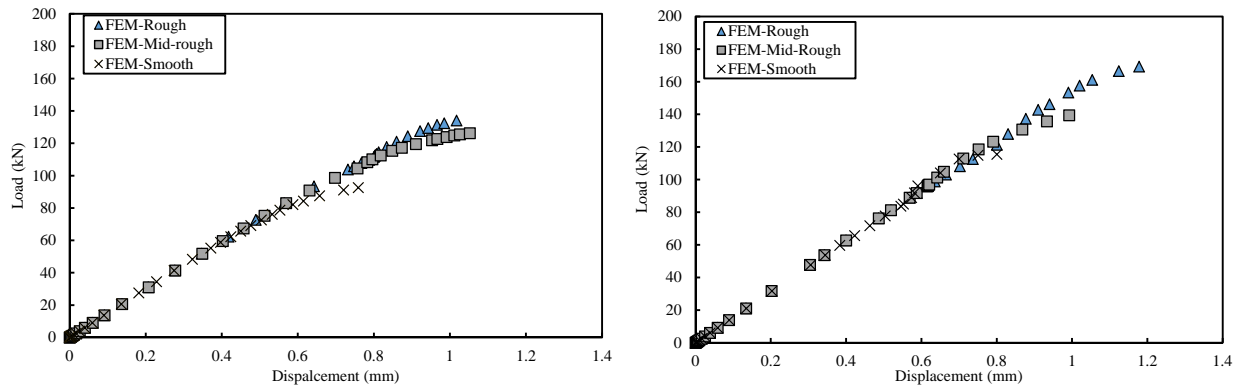 200
180
160
140
120
100
80
60
40
20
0
Load (kN)
FEM-Rough
FEM-Mid-rough
FEM-Smooth
0 0.2 0.4 0.6 0.8 1 1.2 1.4
Dispalcement (mm)
200
180
160
140
120
100
80
60
40
20
0
Load (kN)
FEM-Rough
FEM-Mid-Rough
FEM-Smooth
0 0.2 0.4 0.6 0.8 1 1.2 1.4
Displacement (mm)